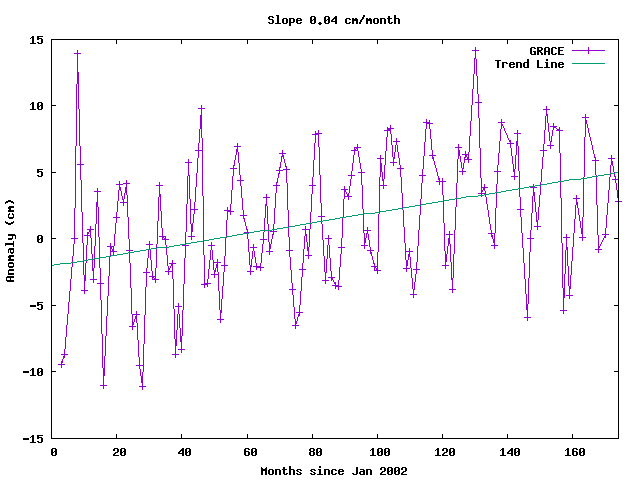 Slope 0.04 cm/month
GRACE
Trend Line
15
10
5
0
-5
-10
-15
Anomaly (cm)
0 20 40 60 80 100 120 140 160
Months since Jan 2002